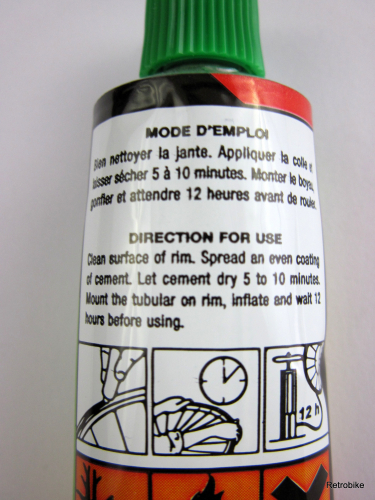 MODE D'EMPLOI
Bien nettoyer la jante. Appliquer la colle et
laisser sécher 5 à 10 minutes. Monter le boyau,
gonfler et attendre 12 heures avant de rouler.
DIRECTION FOR USE
Clean surface of rim. Spread an even coating
of cement. Let cement dry 5 to 10 minutes.
Mount the tubular on rim, inflate and wait 12
hours before using.
12 h
Retrobike